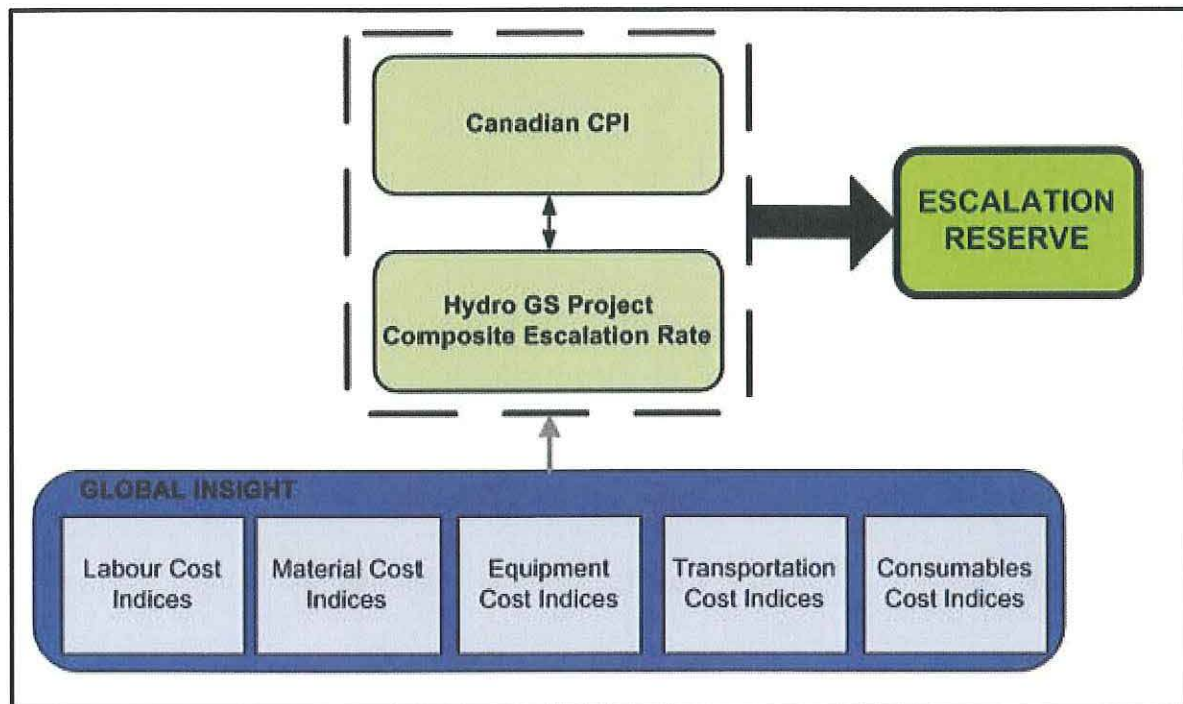 Canadian CPI
Hydro GS Project
Composite Escalation Rate
ESCALATION
RESERVE
GLOBAL INSIGHT
Labour Cost
Indices
Material Cost
Indices
Equipment
Cost Indices
Transportation
Cost Indices
Consumables
Cost Indices